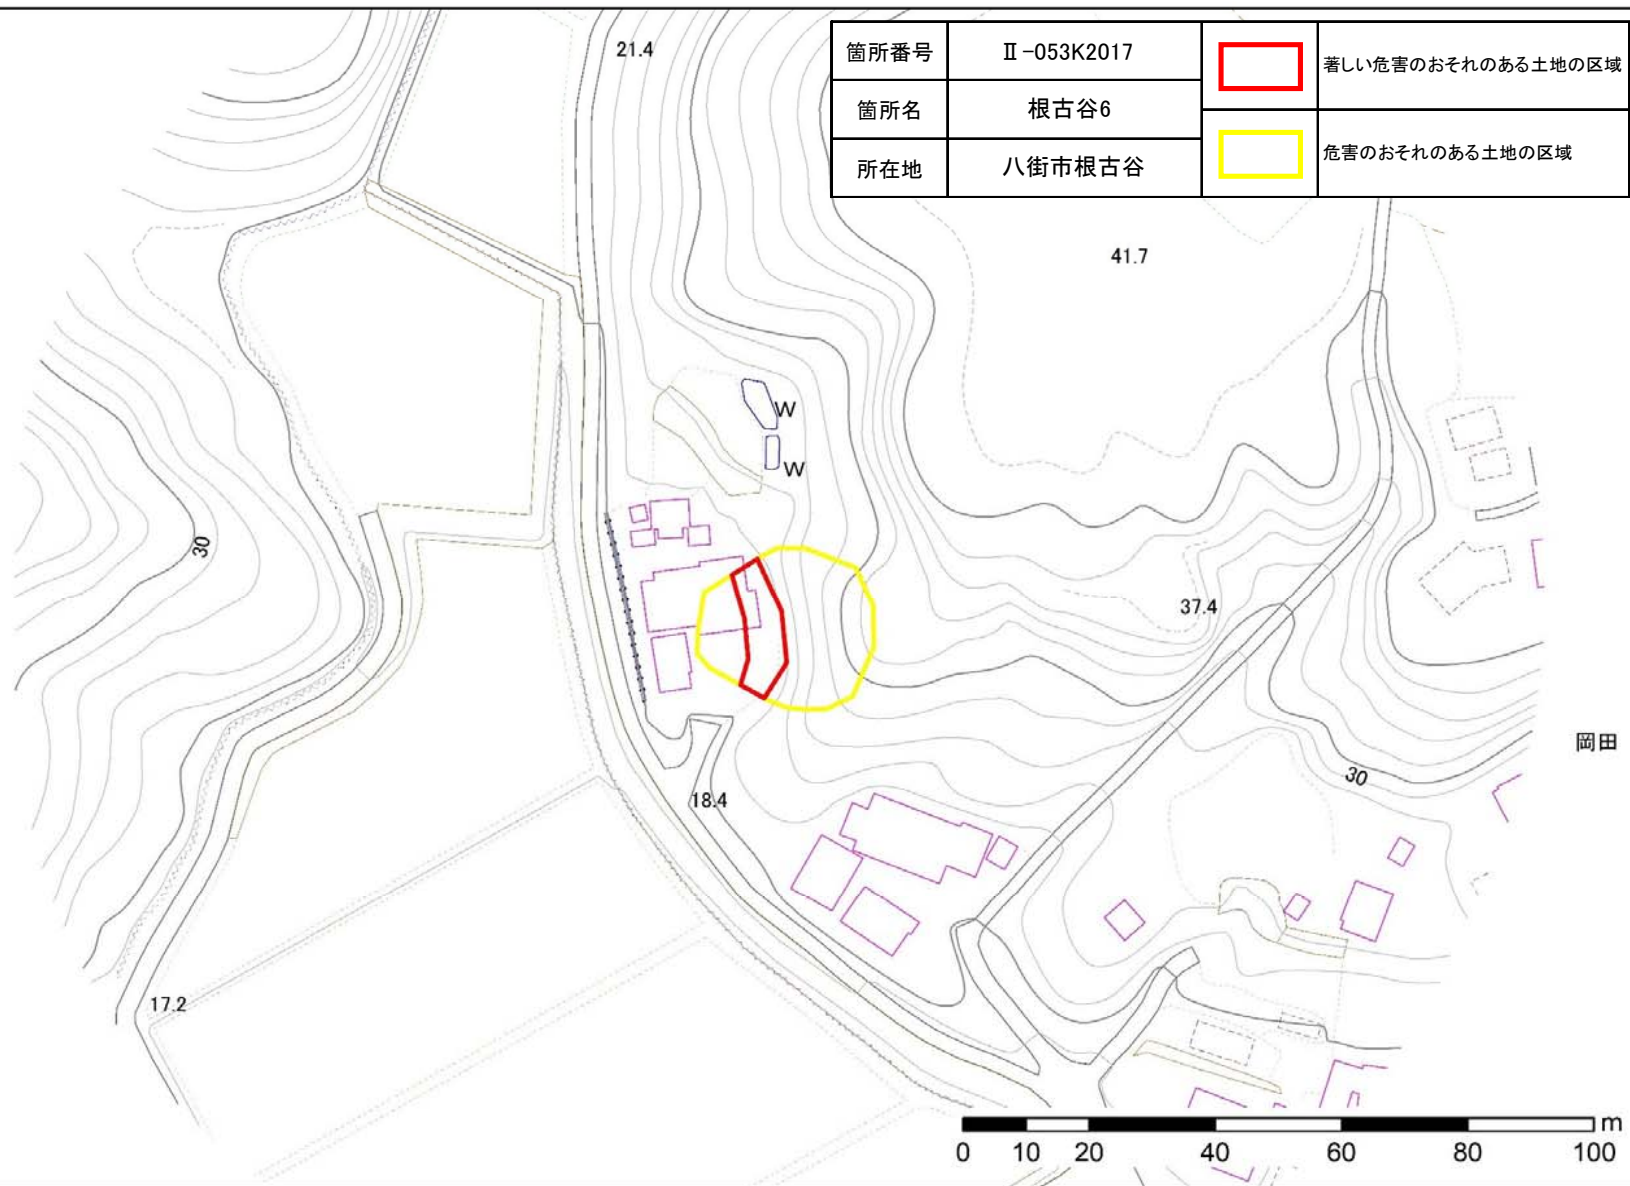 箇所番号 Ⅱ-053K2017 著しい危害のおそれのある土地の区域
箇所名 根古谷6
所在地 八街市根古谷 危害のおそれのある土地の区域
21.4
41.7
W
W
30
37.4
岡田
30
18.4
17.2
m
0 10 20 40 60 80 100